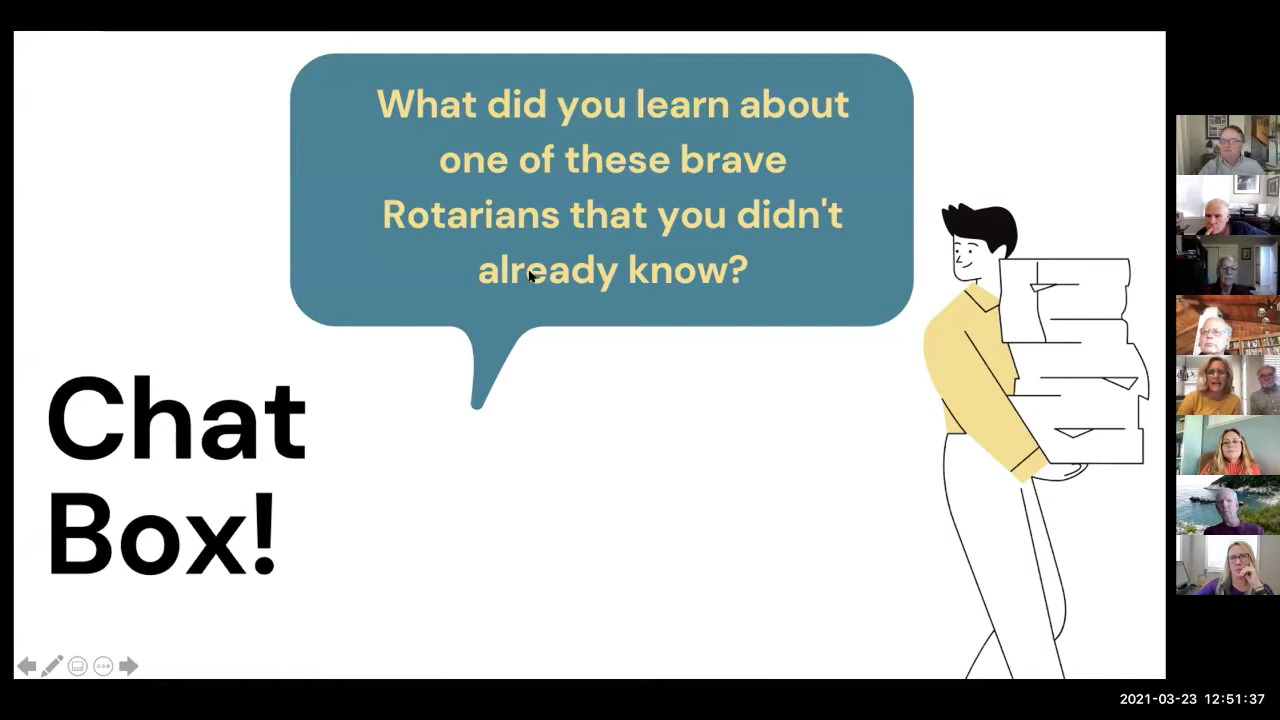 What did you learn about
one of these brave
Rotarians that you didn't
already know?
Chat
Box!
2021-03-23 12:51:37